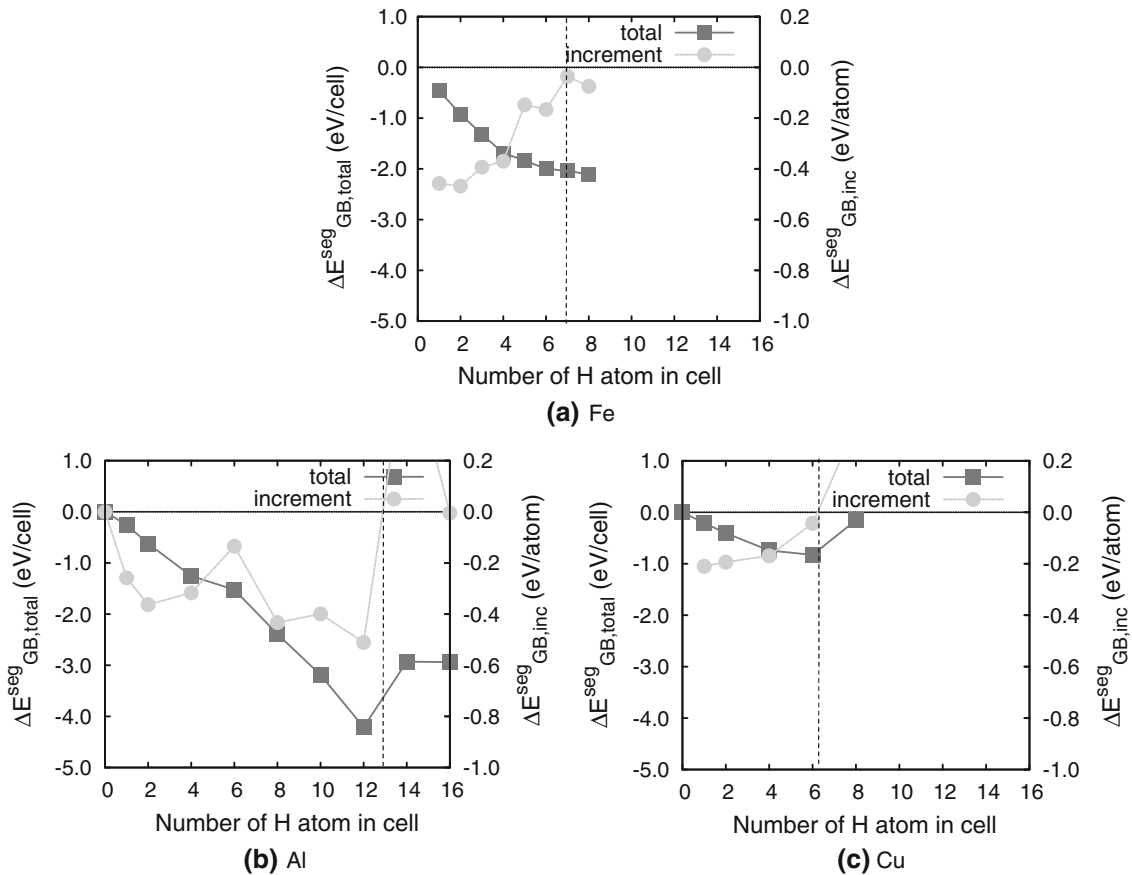 total
increment
0.2
0.0
-0.2
-0.4
-0.6
-0.8
-1.0
1.0
0.0
-1.0
-2.0
-3.0
-4.0
-5.0
ΔE^seg_GB,total (eV/cell)
ΔE^seg_GB,inc (eV/atom)
0 2 4 6 8 10 12 14 16
Number of H atom in cell
(a) Fe
total
increment
1.0
0.0
-1.0
-2.0
-3.0
-4.0
-5.0
0.2
0.0
-0.2
-0.4
-0.6
-0.8
-1.0
ΔE^seg_GB,total (eV/cell)
ΔE^seg_GB,inc (eV/atom)
0 2 4 6 8 10 12 14 16
Number of H atom in cell
(b) Al
total
increment
1.0
0.0
-1.0
-2.0
-3.0
-4.0
-5.0
0.2
0.0
-0.2
-0.4
-0.6
-0.8
-1.0
ΔE^seg_GB,total (eV/cell)
ΔE^seg_GB,inc (eV/atom)
0 2 4 6 8 10 12 14 16
Number of H atom in cell
(c) Cu